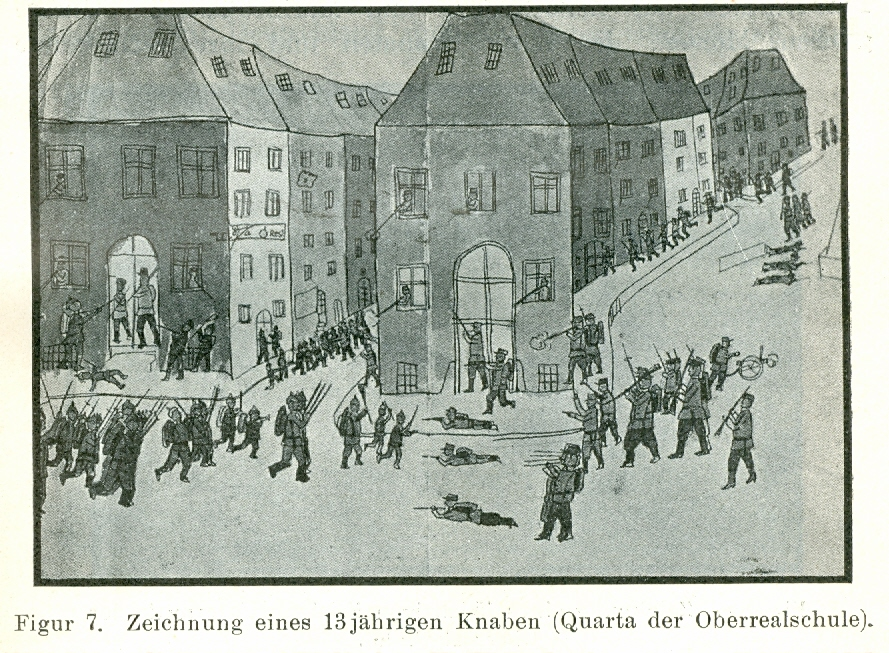 Figur 7. Zeichnung eines 13jährigen Knaben (Quarta der Oberrealschule).